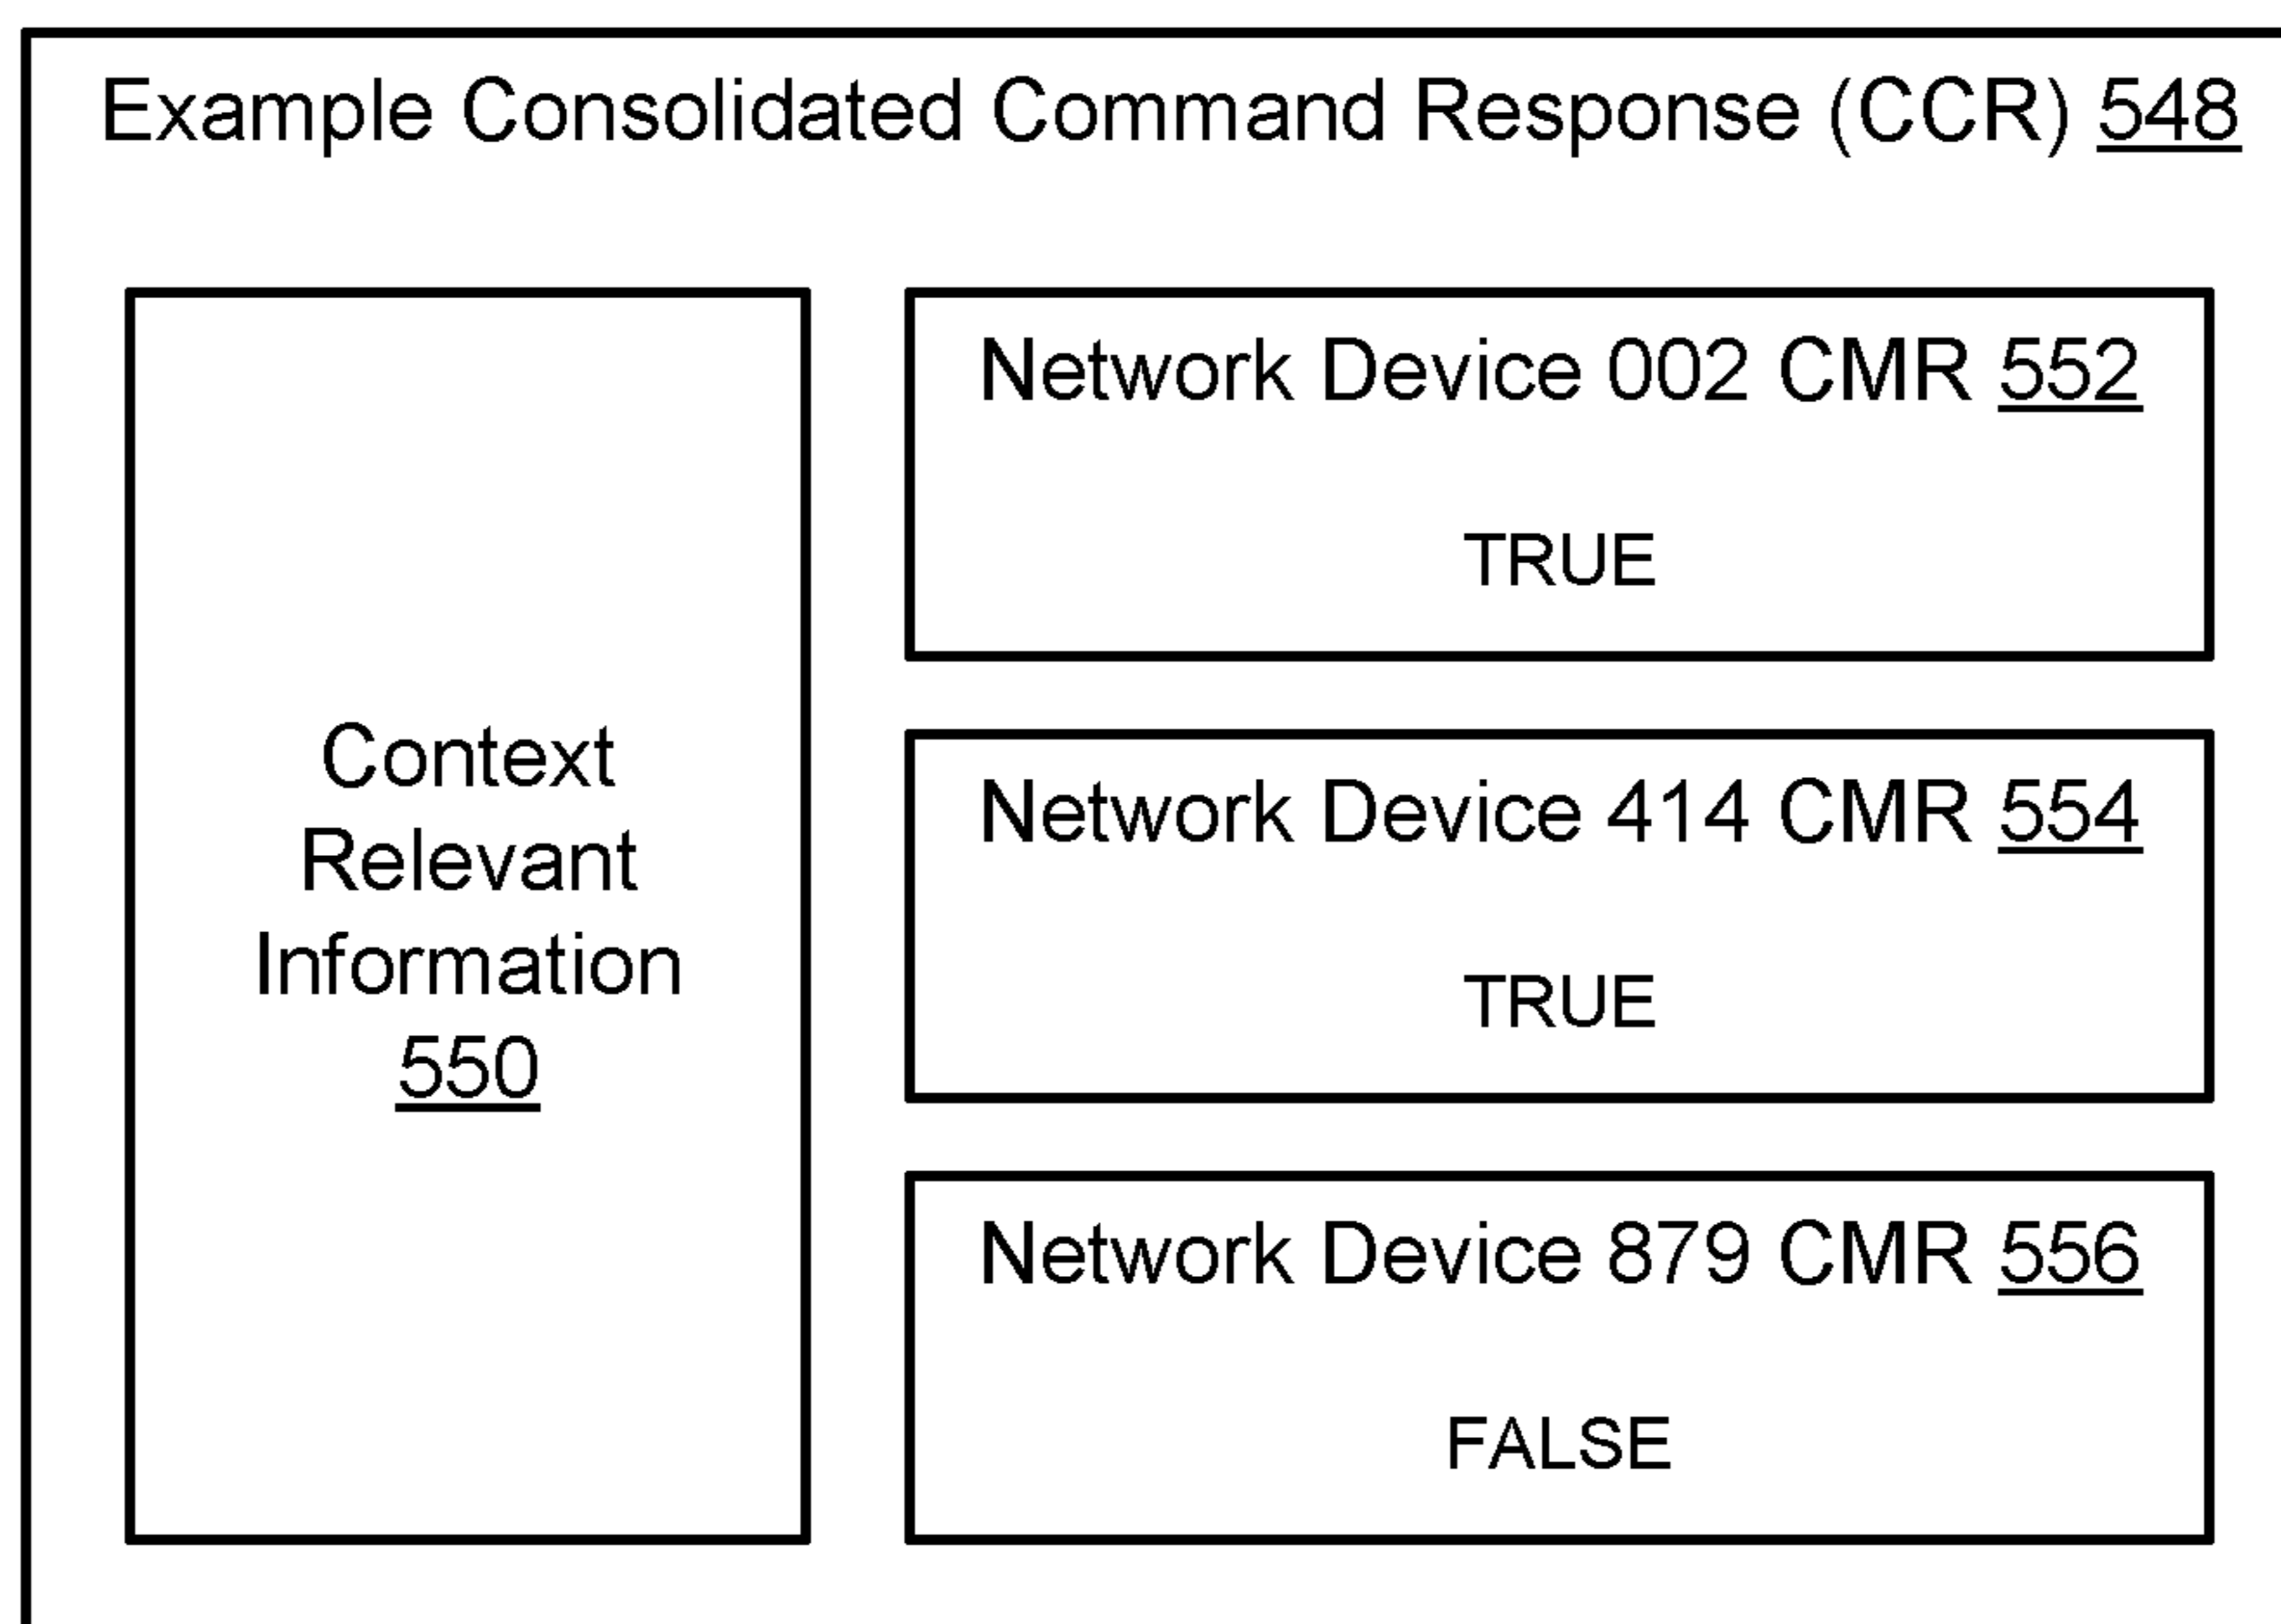 Example Consolidated Command Response (CCR) 548
Context
Relevant
Information
550
Network Device 002 CMR 552
TRUE
Network Device 414 CMR 554
TRUE
Network Device 879 CMR 556
FALSE